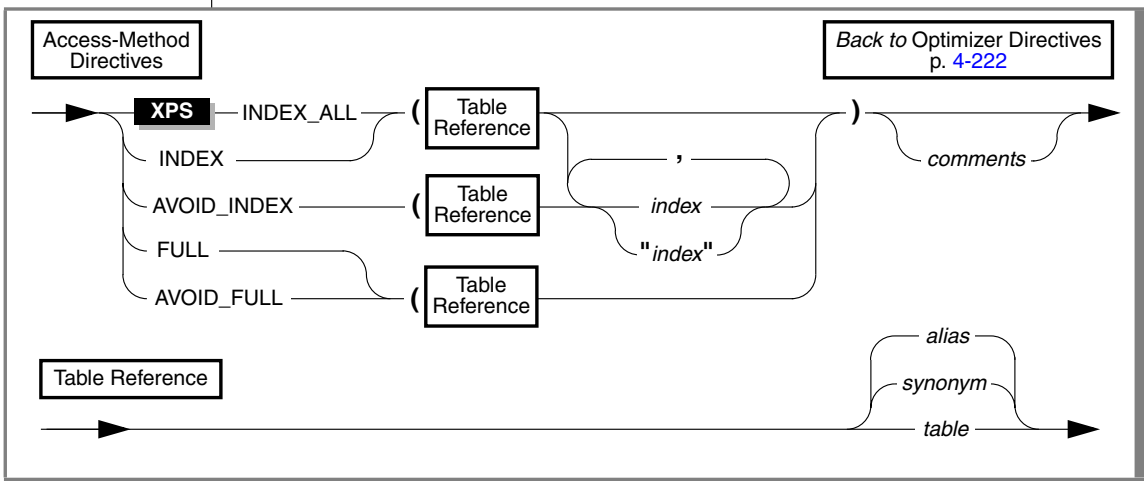 Access-Method
Directives
Back to Optimizer Directives
p. 4-222
XPS INDEX_ALL ( Table
Reference ) comments
INDEX
,
AVOID_INDEX ( Table
Reference index
"index"
FULL
AVOID_FULL ( Table
Reference
Table Reference
alias
synonym
table